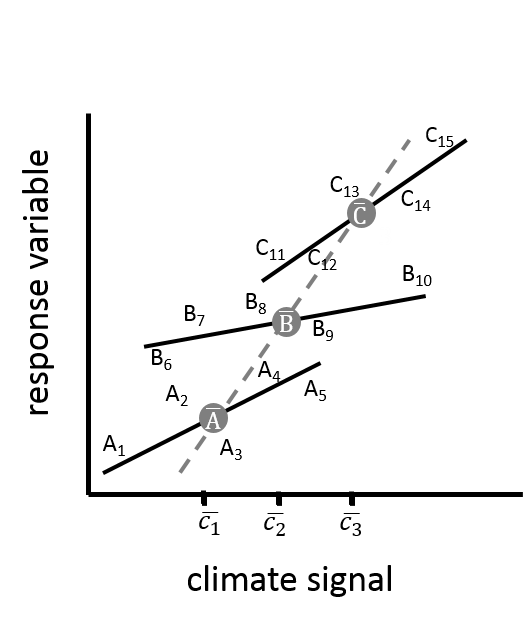 response variable
C₁₅
C₁₃
C₁₄
C̅
C₁₁
C₁₂
B₁₀
B₇
B₈
B̅
B₉
B₆
A₄
A₂
A₅
A̅
A₁
A₃
c̅₁ c̅₂ c̅₃
climate signal